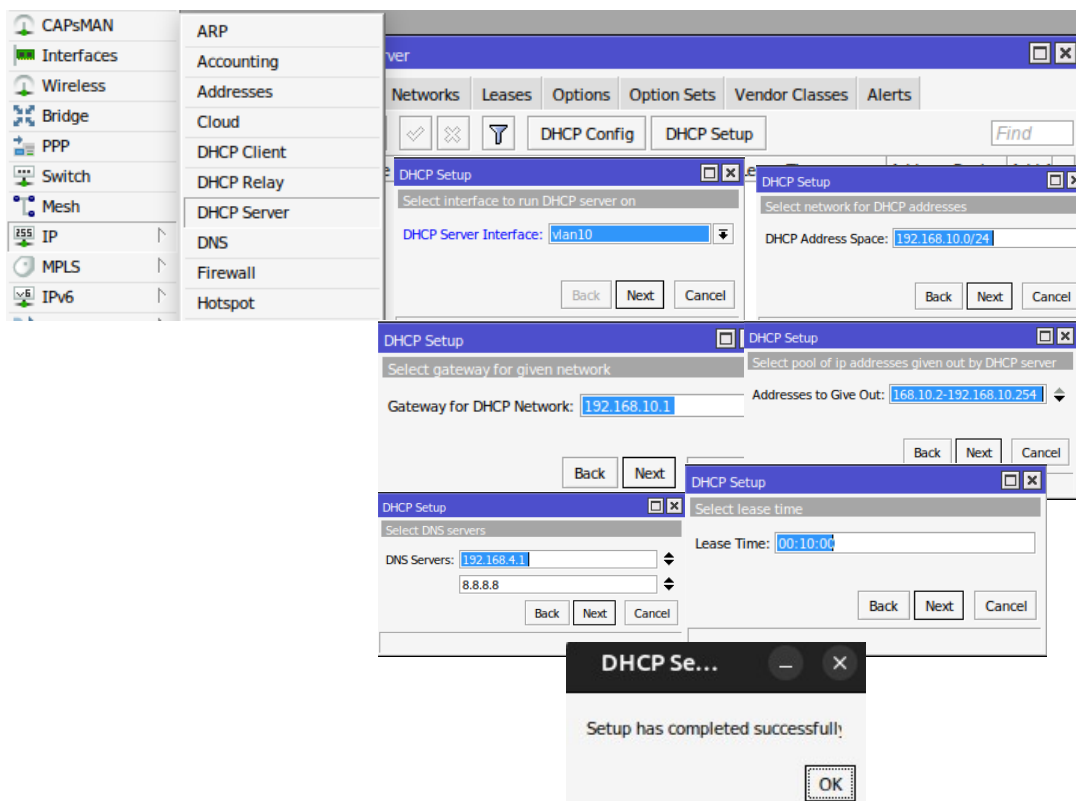 CAPsMAN
Interfaces
Wireless
Bridge
PPP
Switch
Mesh
IP
MPLS
IPv6
ARP
Accounting
Addresses
Cloud
DHCP Client
DHCP Relay
DHCP Server
DNS
Firewall
Hotspot
Networks Leases Options Option Sets Vendor Classes Alerts
DHCP Config DHCP Setup Find
DHCP Setup
Select interface to run DHCP server on
DHCP Server Interface: vlan10
Back Next Cancel
DHCP Setup
Select network for DHCP addresses
DHCP Address Space: 192.168.10.0/24
Back Next Cancel
DHCP Setup
Select gateway for given network
Gateway for DHCP Network: 192.168.10.1
Back Next
DHCP Setup
Select pool of ip addresses given out by DHCP server
Addresses to Give Out: 168.10.2-192.168.10.254
Back Next Cancel
DHCP Setup
Select DNS servers
DNS Servers: 192.168.4.1
8.8.8.8
Back Next Cancel
DHCP Setup
Select lease time
Lease Time: 00:10:00
Back Next Cancel
DHCP Se...
Setup has completed successfully
OK